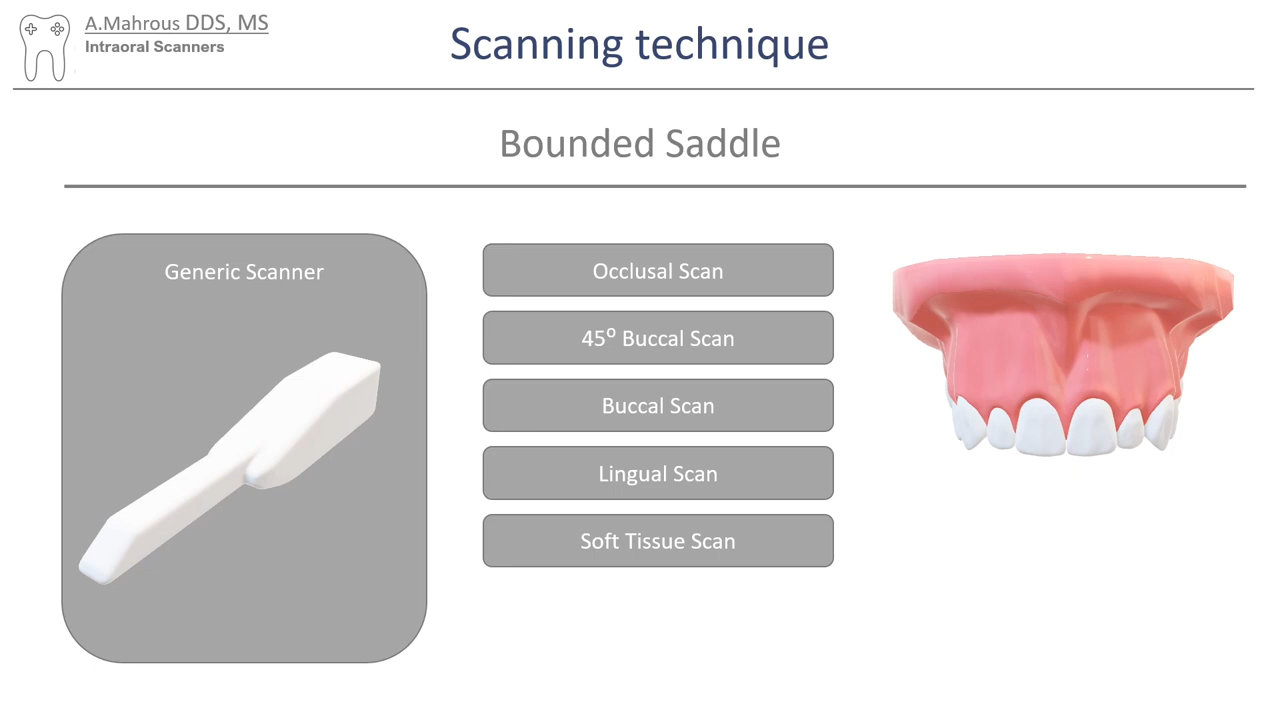 A.Mahrous DDS, MS
Intraoral Scanners
Scanning technique
Bounded Saddle
Generic Scanner
Occlusal Scan
45⁰ Buccal Scan
Buccal Scan
Lingual Scan
Soft Tissue Scan